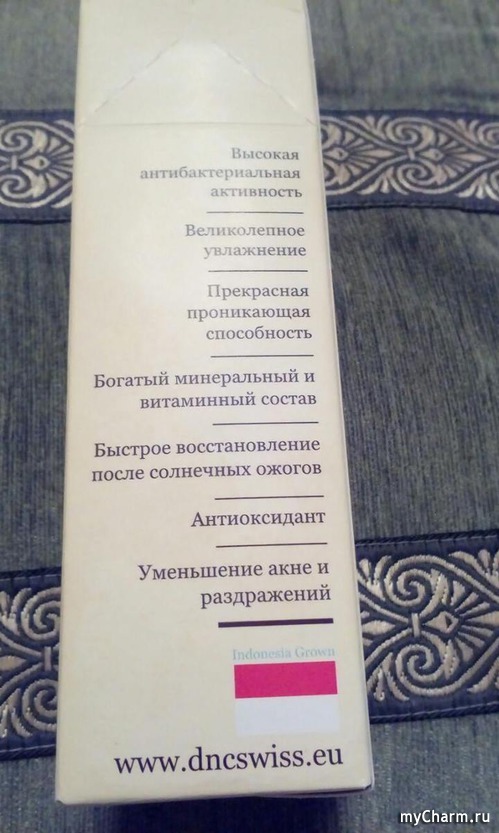 Высокая
антибактериальная
активность
Великолепное
увлажнение
Прекрасная
проникающая
способность
Богатый минеральный и
витаминный состав
Быстрое восстановление
после солнечных ожогов
Антиоксидант
Уменьшение акне и
раздражений
Indonesia Grown
www.dncswiss.eu
myCharm.ru